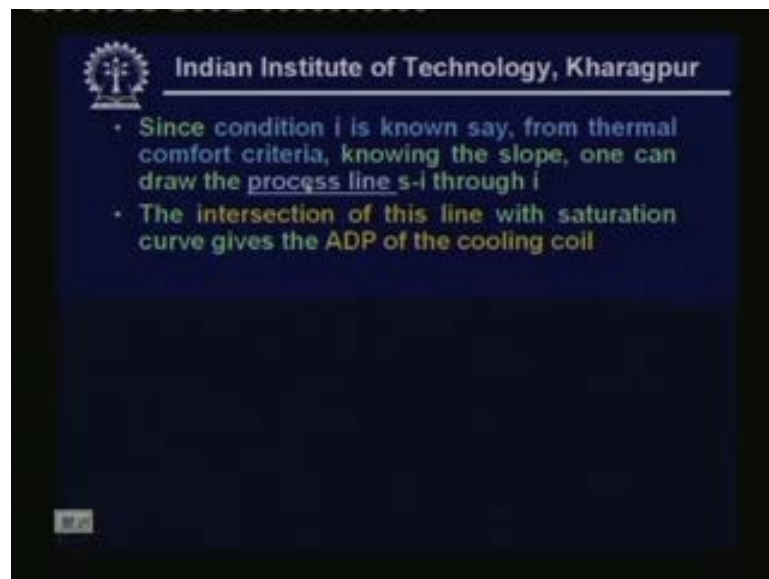 Indian Institute of Technology, Kharagpur
• Since condition i is known say, from thermal
comfort criteria, knowing the slope, one can
draw the process line s-i through i
• The intersection of this line with saturation
curve gives the ADP of the cooling coil